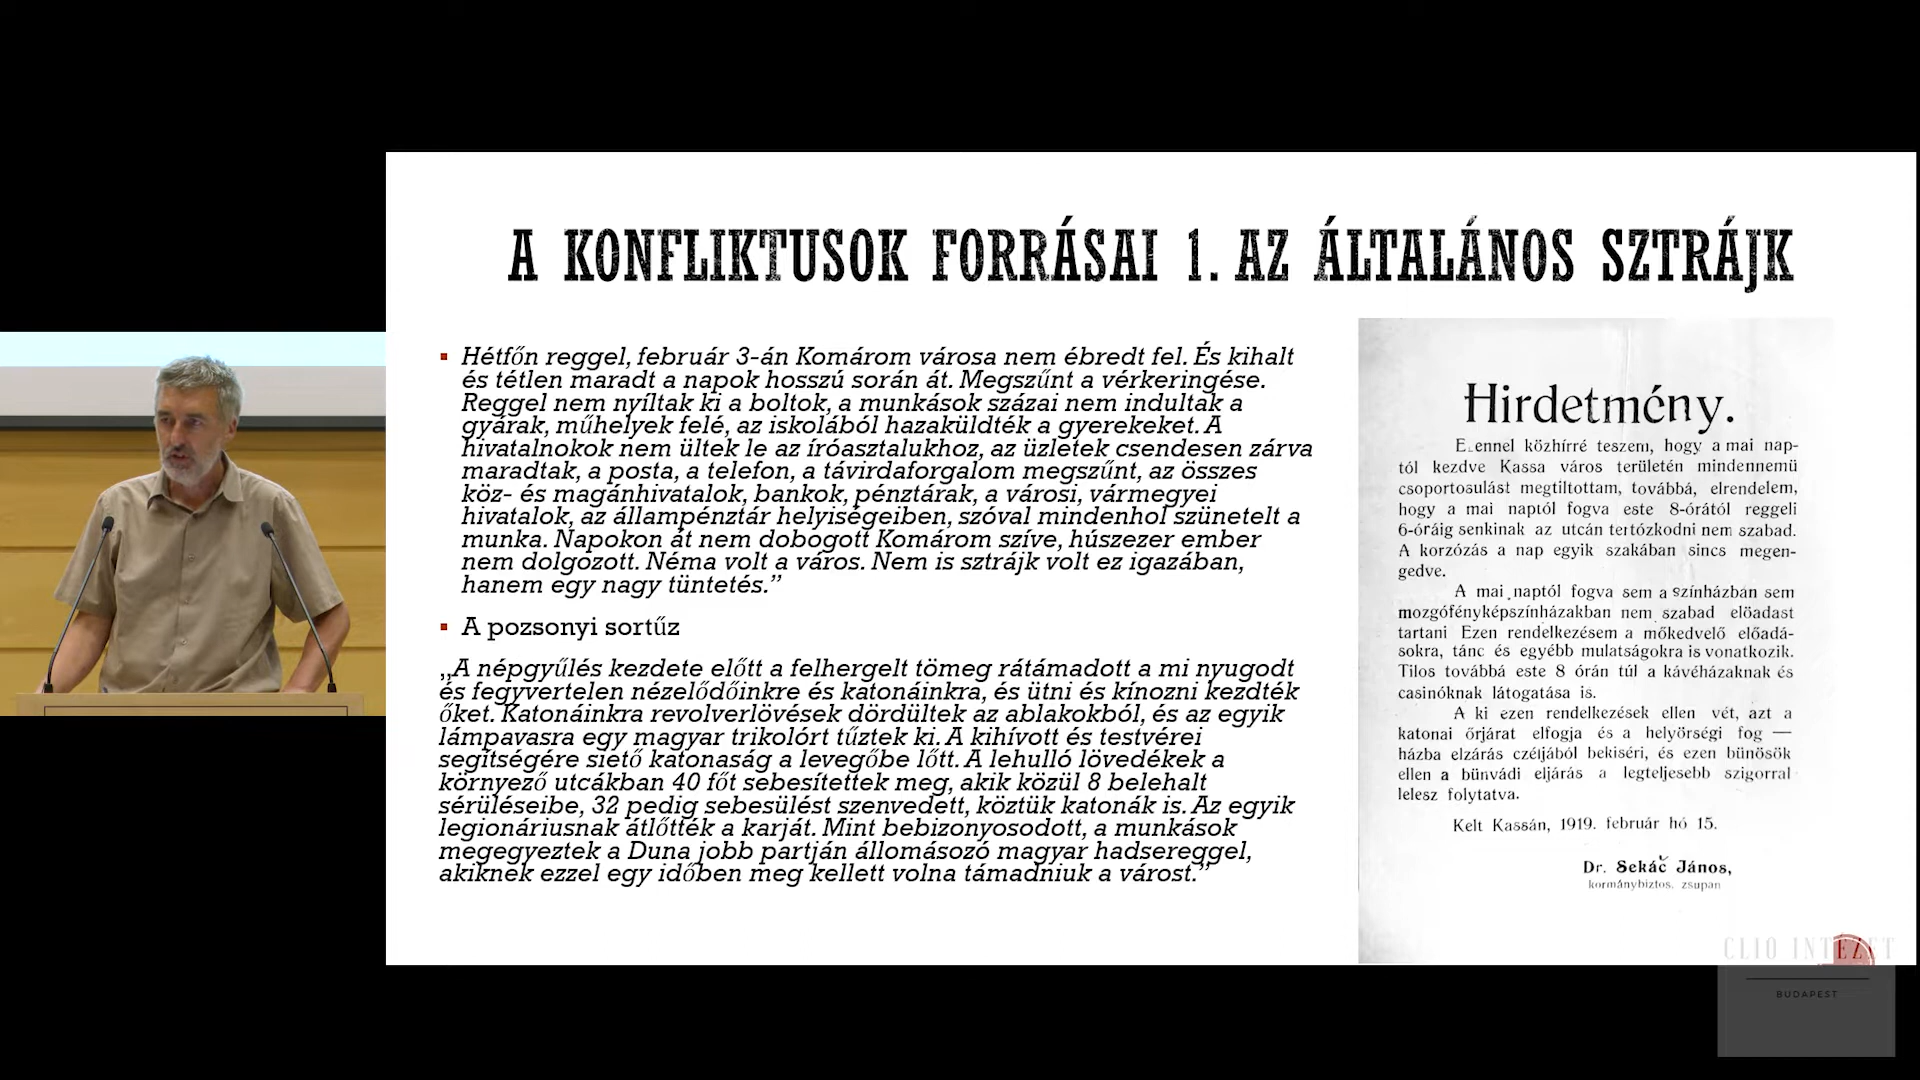 A KONFLIKTUSOK FORRÁSAI 1. AZ ÁLTALÁNOS SZTRÁJK
▪ Hétfőn reggel, február 3-án Komárom városa nem ébredt fel. És kihalt
és tétlen maradt a napok hosszú során át. Megszűnt a vérkeringése.
Reggel nem nyíltak ki a boltok, a munkások százai nem indultak a
gyárak, műhelyek felé, az iskolából hazaküldték a gyerekeket. A
hivatalnokok nem ültek le az íróasztalukhoz, az üzletek csendesen zárva
maradtak, a posta, a telefon, a távirdaforgalom megszűnt, az összes
köz- és magánhivatalok, bankok, pénztárak, a városi, vármegyei
hivatalok, az állampénztár helyiségeiben, szóval mindenhol szünetelt a
munka. Napokon át nem dobogott Komárom szíve, húszezer ember
nem dolgozott. Néma volt a város. Nem is sztrájk volt ez igazában,
hanem egy nagy tüntetés.”
▪ A pozsonyi sortűz
„A népgyűlés kezdete előtt a felhergelt tömeg rátámadott a mi nyugodt
és fegyvertelen nézelődőinkre és katonáinkra, és ütni és kínozni kezdték
őket. Katonáinkra revolverlövések dördültek az ablakokból, és az egyik
lámpavasra egy magyar trikolórt tűztek ki. A kihívott és testvérei
segítségére siető katonaság a levegőbe lőtt. A lehulló lövedékek a
környező utcákban 40 főt sebesítettek meg, akik közül 8 belehalt
sérüléseibe, 32 pedig sebesülést szenvedett, köztük katonák is. Az egyik
legionáriusnak átlőtték a karját. Mint bebizonyosodott, a munkások
megegyeztek a Duna jobb partján állomásozó magyar hadsereggel,
akiknek ezzel egy időben meg kellett volna támadniuk a várost.”
Hirdetmény.
Ezennel közhírré teszem, hogy a mai nap-
tól kezdve Kassa város területén mindennemü
csoportosulást megtiltottam, továbbá, elrendelem,
hogy a mai naptól fogva este 8-órától reggeli
6-óráig senkinak az utcán tertózkodni nem szabad.
A korzózás a nap egyik szakában sincs megen-
gedve.
A mai naptól fogva sem a színházban sem
mozgófényképszínházakban nem szabad elöadast
tartani Ezen rendelkezésem a mőkedvelő előadá-
sokra, tánc és egyébb mulatságokra is vonatkozik.
Tilos továbbá este 8 órán túl a kávéházaknak és
casinóknak látogatása is.
A ki ezen rendelkezések ellen vét, azt a
katonai őrjárat elfogja és a helyörségi fog —
házba elzárás czéljából bekiséri, és ezen bünösök
ellen a bünvádi eljárás a legteljesebb szigorral
lelesz folytatva.
Kelt Kassán, 1919. február hó 15.
Dr. Sekáč János,
kormánybiztos. zsupan
CLIO INTÉZET
BUDAPEST